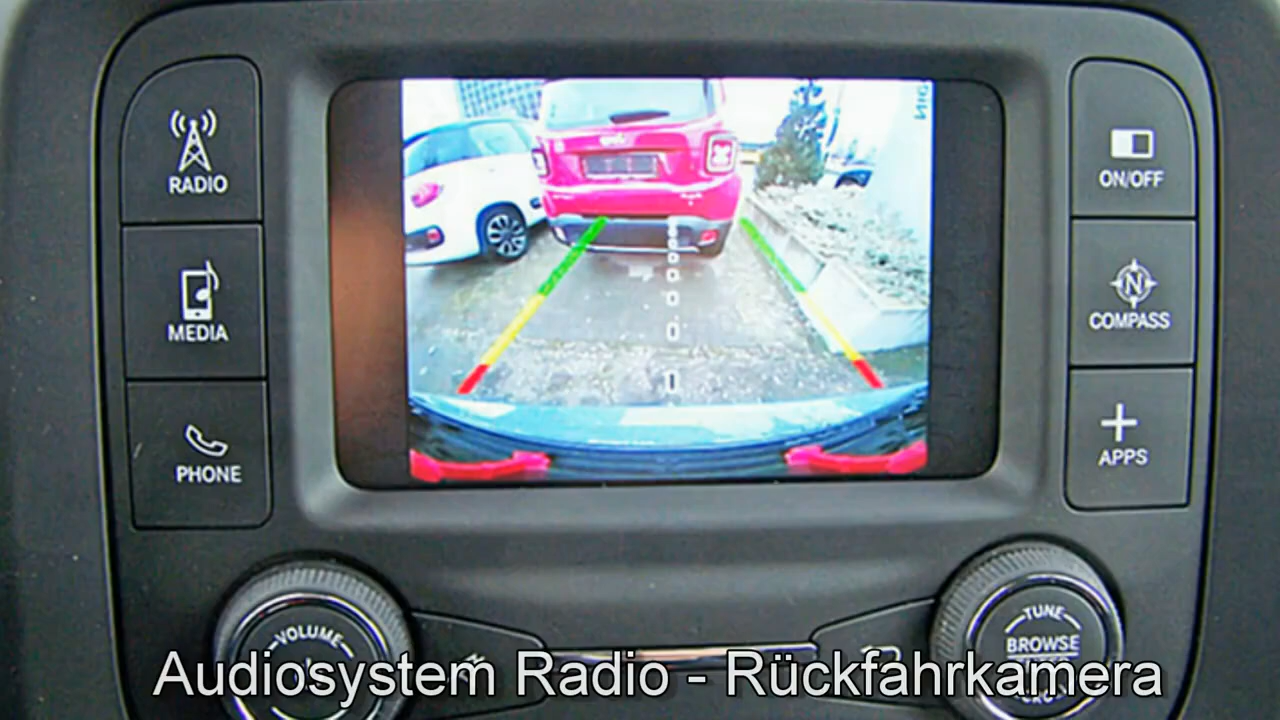 RADIO
ON/OFF
MEDIA
COMPASS
N
PHONE
APPS
VOLUME
TUNE
BROWSE
Audiosystem Radio - Rückfahrkamera